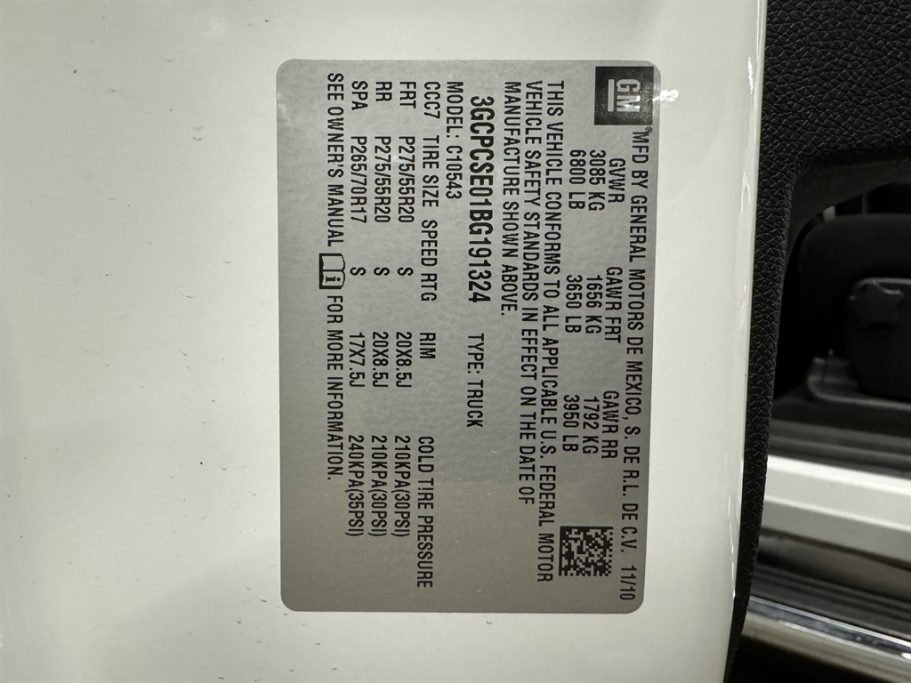 GM ®MFD BY GENERAL MOTORS DE MEXICO, S. DE R.L. DE C.V. 11/10
GVWR GAWR FRT GAWR RR
3085 KG 1656 KG 1792 KG
6800 LB 3650 LB 3950 LB
THIS VEHICLE CONFORMS TO ALL APPLICABLE U.S. FEDERAL MOTOR
VEHICLE SAFETY STANDARDS IN EFFECT ON THE DATE OF
MANUFACTURE SHOWN ABOVE.
3GCPCSE01BG191324 TYPE: TRUCK
MODEL: C10543
CCC7 TIRE SIZE SPEED RTG RIM COLD TIRE PRESSURE
FRT P275/55R20 S 20X8.5J 210KPA(30PSI)
RR P275/55R20 S 20X8.5J 210KPA(30PSI)
SPA P265/70R17 S 17X7.5J 240KPA(35PSI)
SEE OWNER'S MANUAL i FOR MORE INFORMATION.